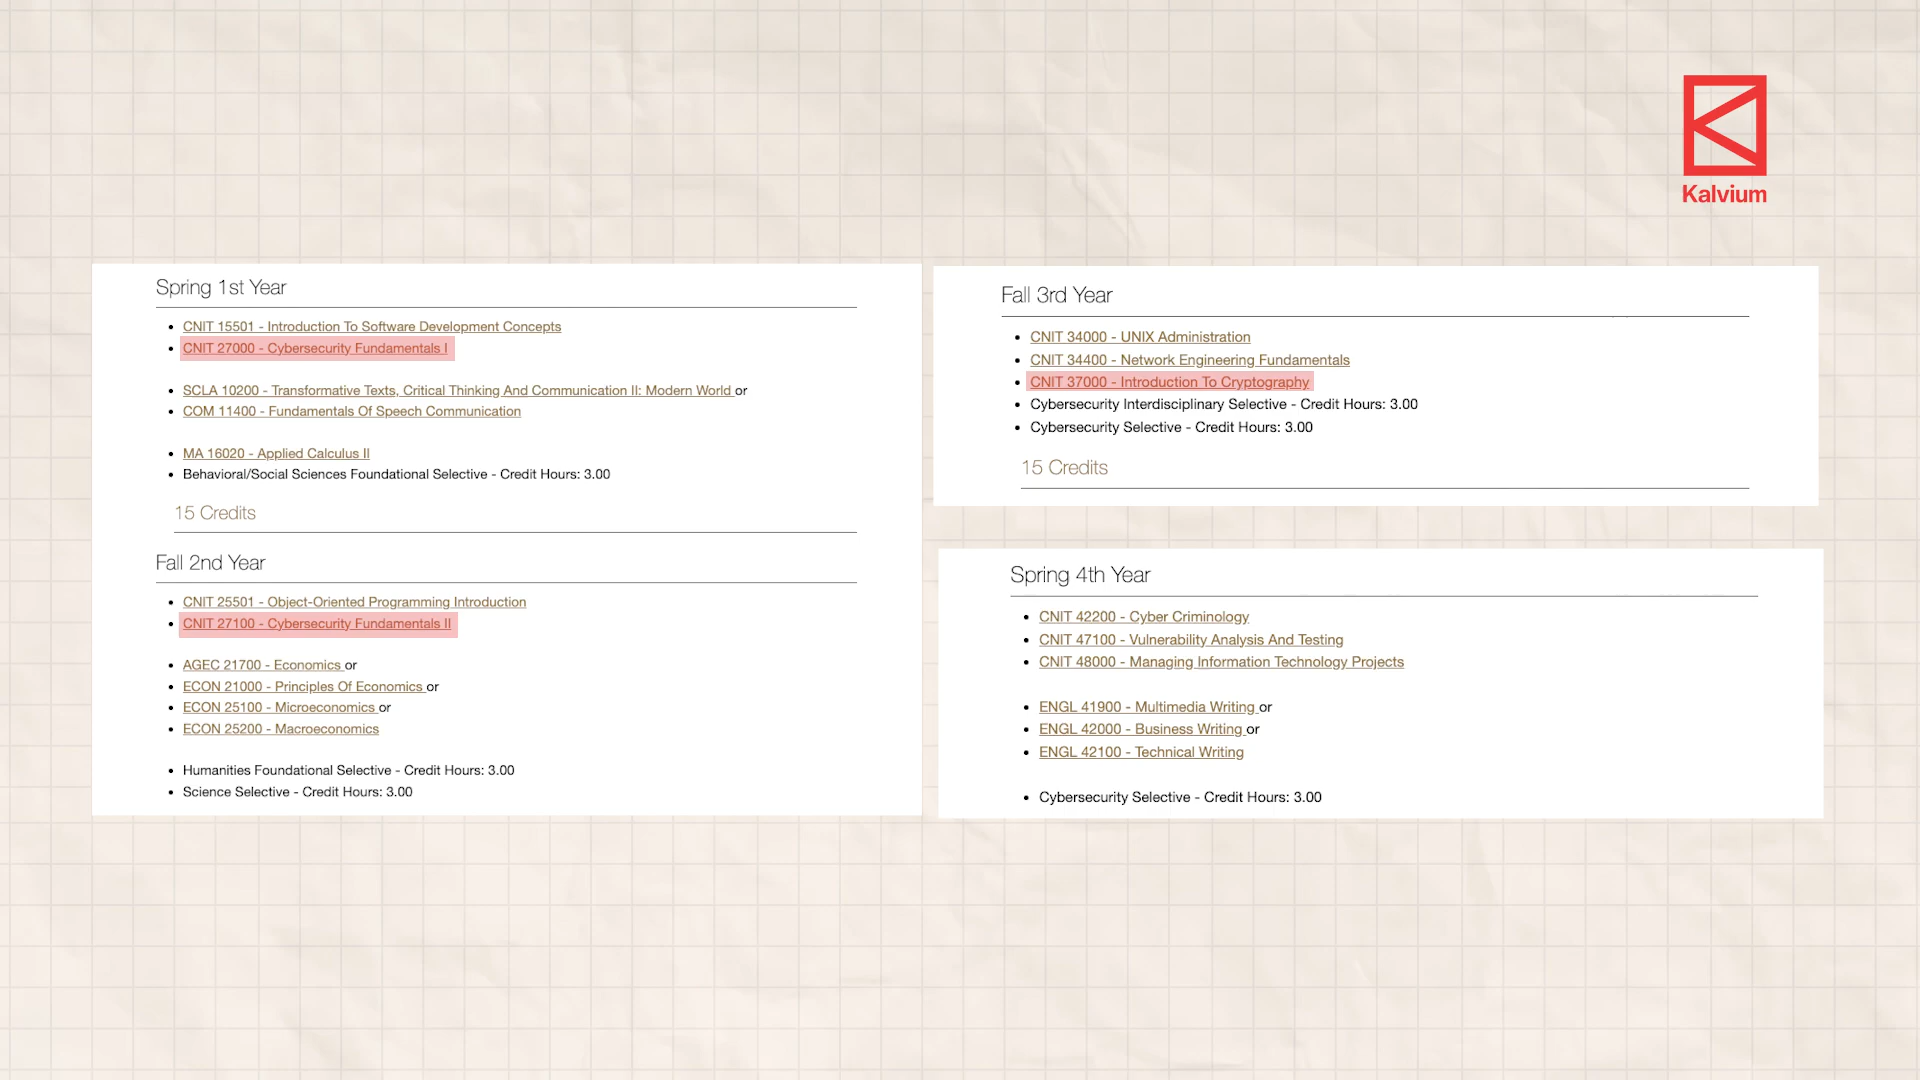 Kalvium
Spring 1st Year
CNIT 15501 - Introduction To Software Development Concepts
CNIT 27000 - Cybersecurity Fundamentals I
SCLA 10200 - Transformative Texts, Critical Thinking And Communication II: Modern World or
COM 11400 - Fundamentals Of Speech Communication
MA 16020 - Applied Calculus II
Behavioral/Social Sciences Foundational Selective - Credit Hours: 3.00
15 Credits
Fall 2nd Year
CNIT 25501 - Object-Oriented Programming Introduction
CNIT 27100 - Cybersecurity Fundamentals II
AGEC 21700 - Economics or
ECON 21000 - Principles Of Economics or
ECON 25100 - Microeconomics or
ECON 25200 - Macroeconomics
Humanities Foundational Selective - Credit Hours: 3.00
Science Selective - Credit Hours: 3.00
Fall 3rd Year
CNIT 34000 - UNIX Administration
CNIT 34400 - Network Engineering Fundamentals
CNIT 37000 - Introduction To Cryptography
Cybersecurity Interdisciplinary Selective - Credit Hours: 3.00
Cybersecurity Selective - Credit Hours: 3.00
15 Credits
Spring 4th Year
CNIT 42200 - Cyber Criminology
CNIT 47100 - Vulnerability Analysis And Testing
CNIT 48000 - Managing Information Technology Projects
ENGL 41900 - Multimedia Writing or
ENGL 42000 - Business Writing or
ENGL 42100 - Technical Writing
Cybersecurity Selective - Credit Hours: 3.00